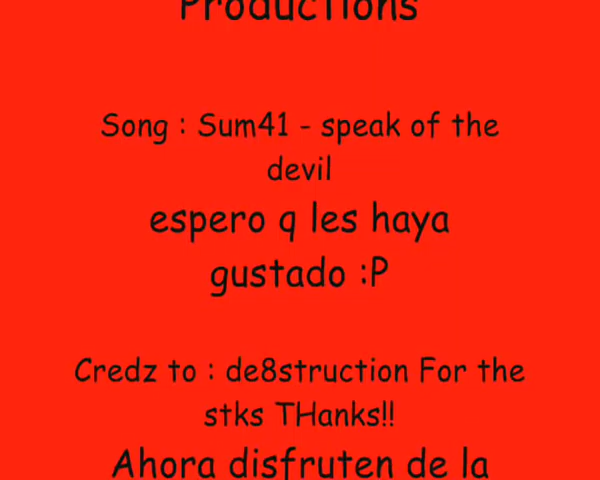 Productions
Song : Sum41 - speak of the
devil
espero q les haya
gustado :P
Credz to : de8struction For the
stks THanks!!
Ahora disfruten de la